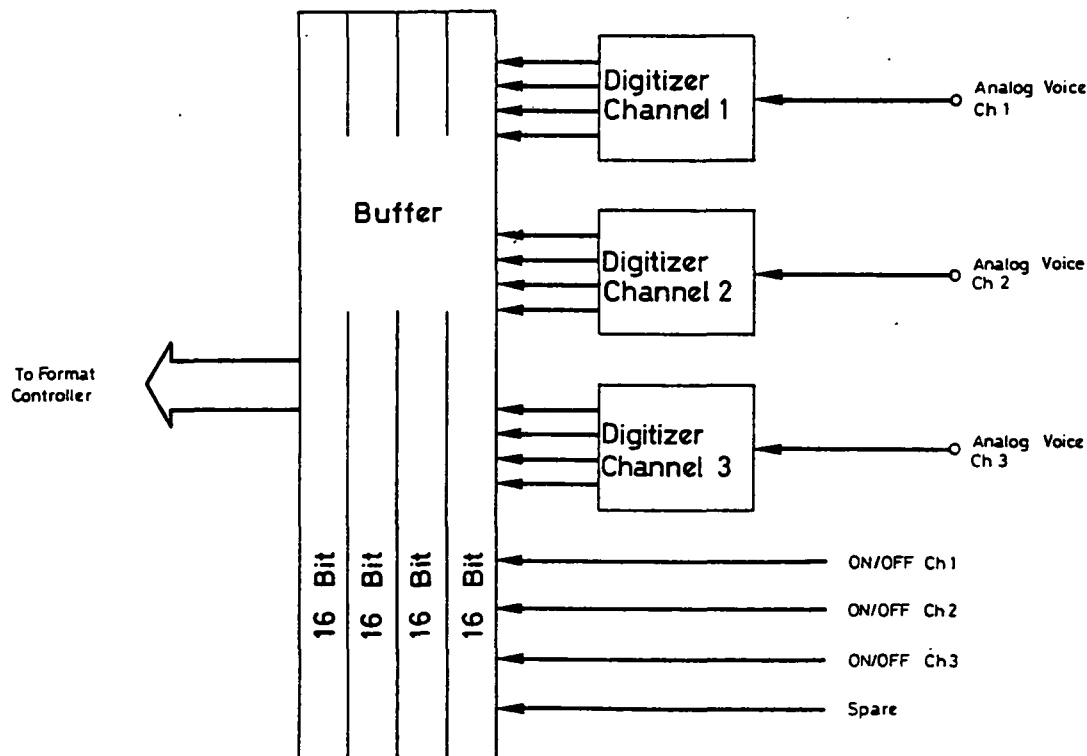 Digitizer
Channel 1
Analog Voice
Ch 1
Buffer
Digitizer
Channel 2
Analog Voice
Ch 2
To Format
Controller
Digitizer
Channel 3
Analog Voice
Ch 3
16 Bit
16 Bit
16 Bit
16 Bit
ON/OFF Ch1
ON/OFF Ch2
ON/OFF Ch3
Spare